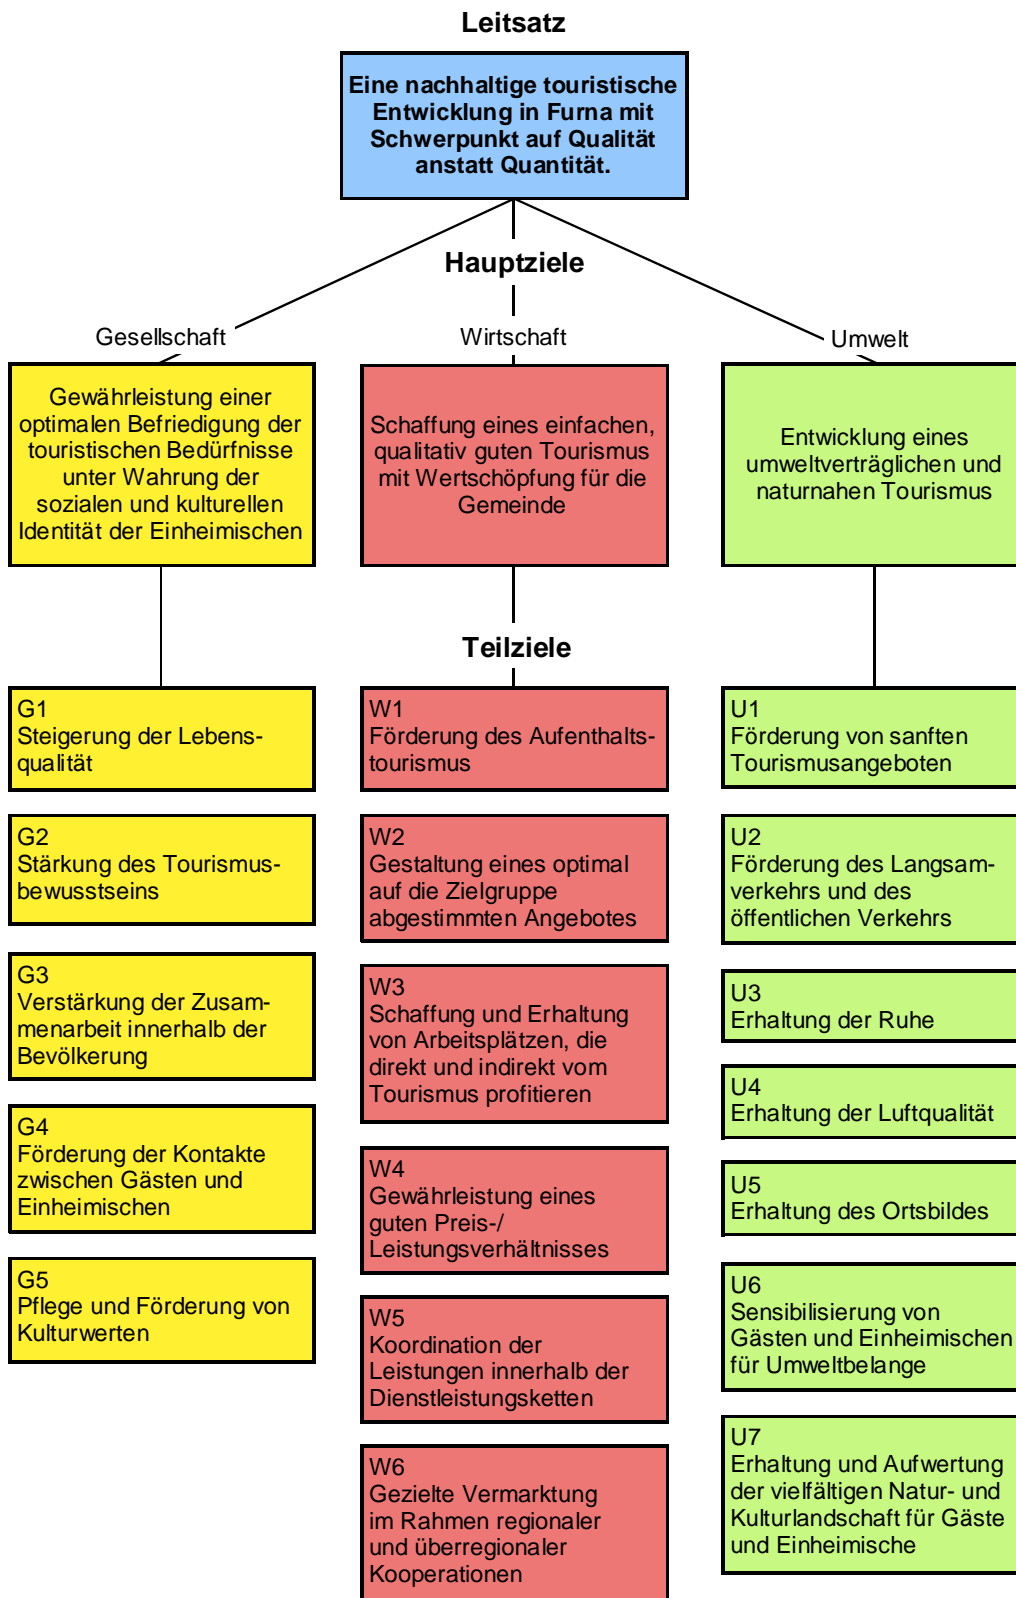 Leitsatz
Eine nachhaltige touristische
Entwicklung in Furna mit
Schwerpunkt auf Qualität
anstatt Quantität.
Hauptziele
Gesellschaft
Wirtschaft
Umwelt
Gewährleistung einer
optimalen Befriedigung der
touristischen Bedürfnisse
unter Wahrung der
sozialen und kulturellen
Identität der Einheimischen
Schaffung eines einfachen,
qualitativ guten Tourismus
mit Wertschöpfung für die
Gemeinde
Entwicklung eines
umweltverträglichen und
naturnahen Tourismus
Teilziele
G1
Steigerung der Lebens-
qualität
G2
Stärkung des Tourismus-
bewusstseins
G3
Verstärkung der Zusam-
menarbeit innerhalb der
Bevölkerung
G4
Förderung der Kontakte
zwischen Gästen und
Einheimischen
G5
Pflege und Förderung von
Kulturwerten
W1
Förderung des Aufenthalts-
tourismus
W2
Gestaltung eines optimal
auf die Zielgruppe
abgestimmten Angebotes
W3
Schaffung und Erhaltung
von Arbeitsplätzen, die
direkt und indirekt vom
Tourismus profitieren
W4
Gewährleistung eines
guten Preis-/
Leistungsverhältnisses
W5
Koordination der
Leistungen innerhalb der
Dienstleistungsketten
W6
Gezielte Vermarktung
im Rahmen regionaler
und überregionaler
Kooperationen
U1
Förderung von sanften
Tourismusangeboten
U2
Förderung des Langsam-
verkehrs und des
öffentlichen Verkehrs
U3
Erhaltung der Ruhe
U4
Erhaltung der Luftqualität
U5
Erhaltung des Ortsbildes
U6
Sensibilisierung von
Gästen und Einheimischen
für Umweltbelange
U7
Erhaltung und Aufwertung
der vielfältigen Natur- und
Kulturlandschaft für Gäste
und Einheimische